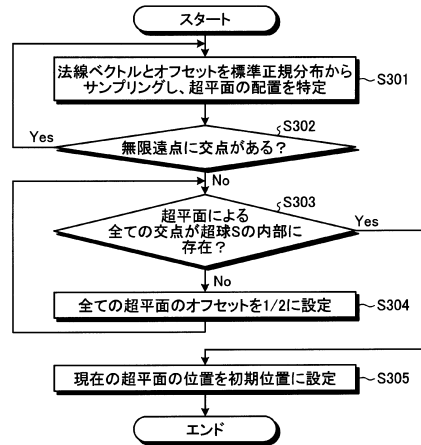 スタート
法線ベクトルとオフセットを標準正規分布から
サンプリングし、超平面の配置を特定
S301
S302
Yes
無限遠点に交点がある？
No
S303
超平面による
全ての交点が超球Sの内部に
存在？
Yes
No
全ての超平面のオフセットを1/2に設定
S304
現在の超平面の位置を初期位置に設定
S305
エンド